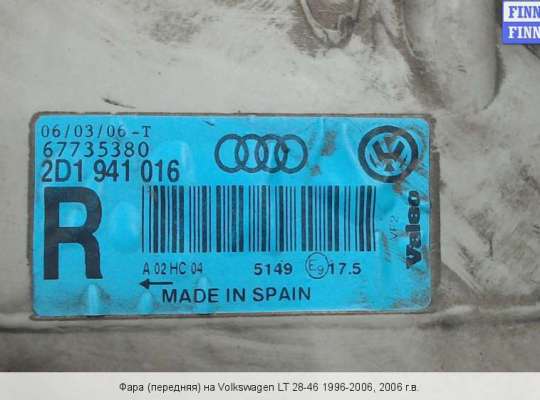 FINN
FINN
06/03/06-T
67735380
2D1 941 016
R
A 02 HC 04
5149 E9 17.5
MADE IN SPAIN
VF2
Valeo
Фара (передняя) на Volkswagen LT 28-46 1996-2006, 2006 г.в.